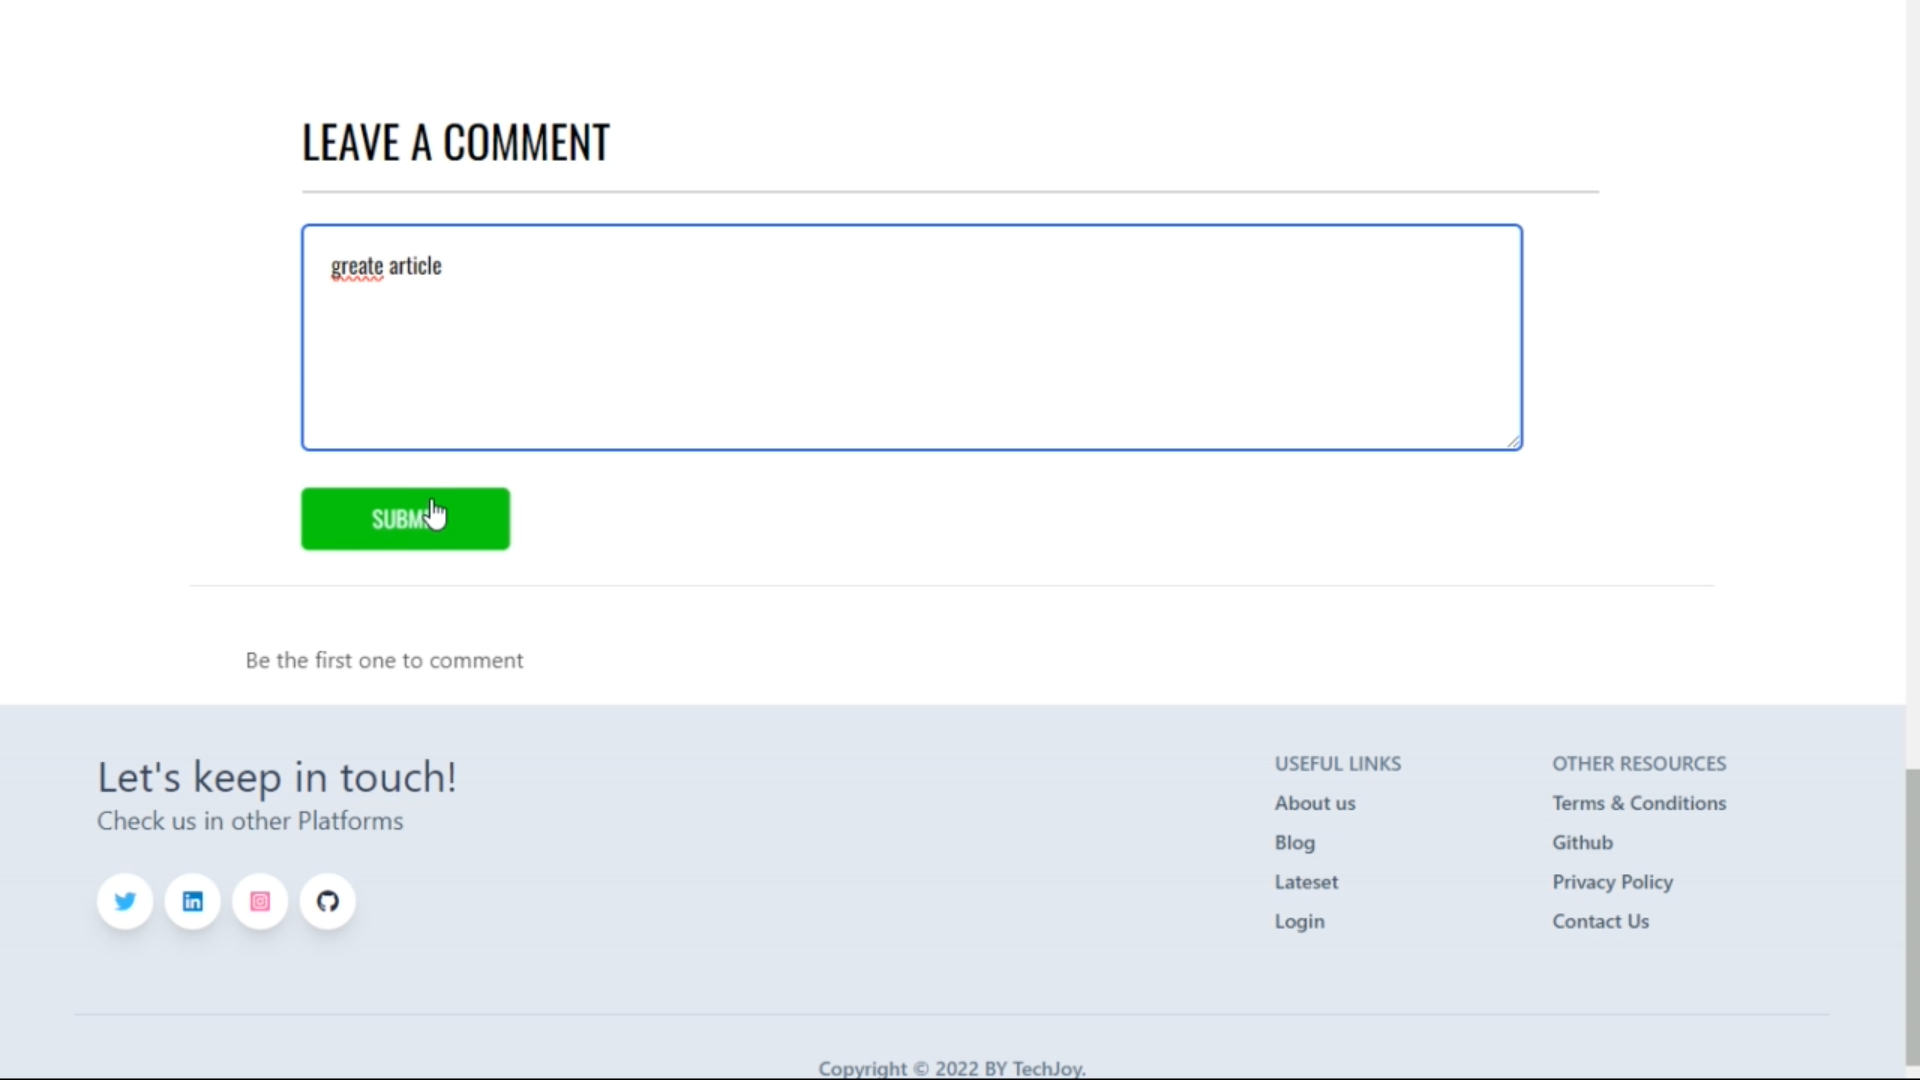 LEAVE A COMMENT
greate article
Be the first one to comment
Let's keep in touch!
Check us in other Platforms
USEFUL LINKS
About us
Blog
Lateset
Login
OTHER RESOURCES
Terms & Conditions
Github
Privacy Policy
Contact Us
Copyright © 2022 BY TechJoy.